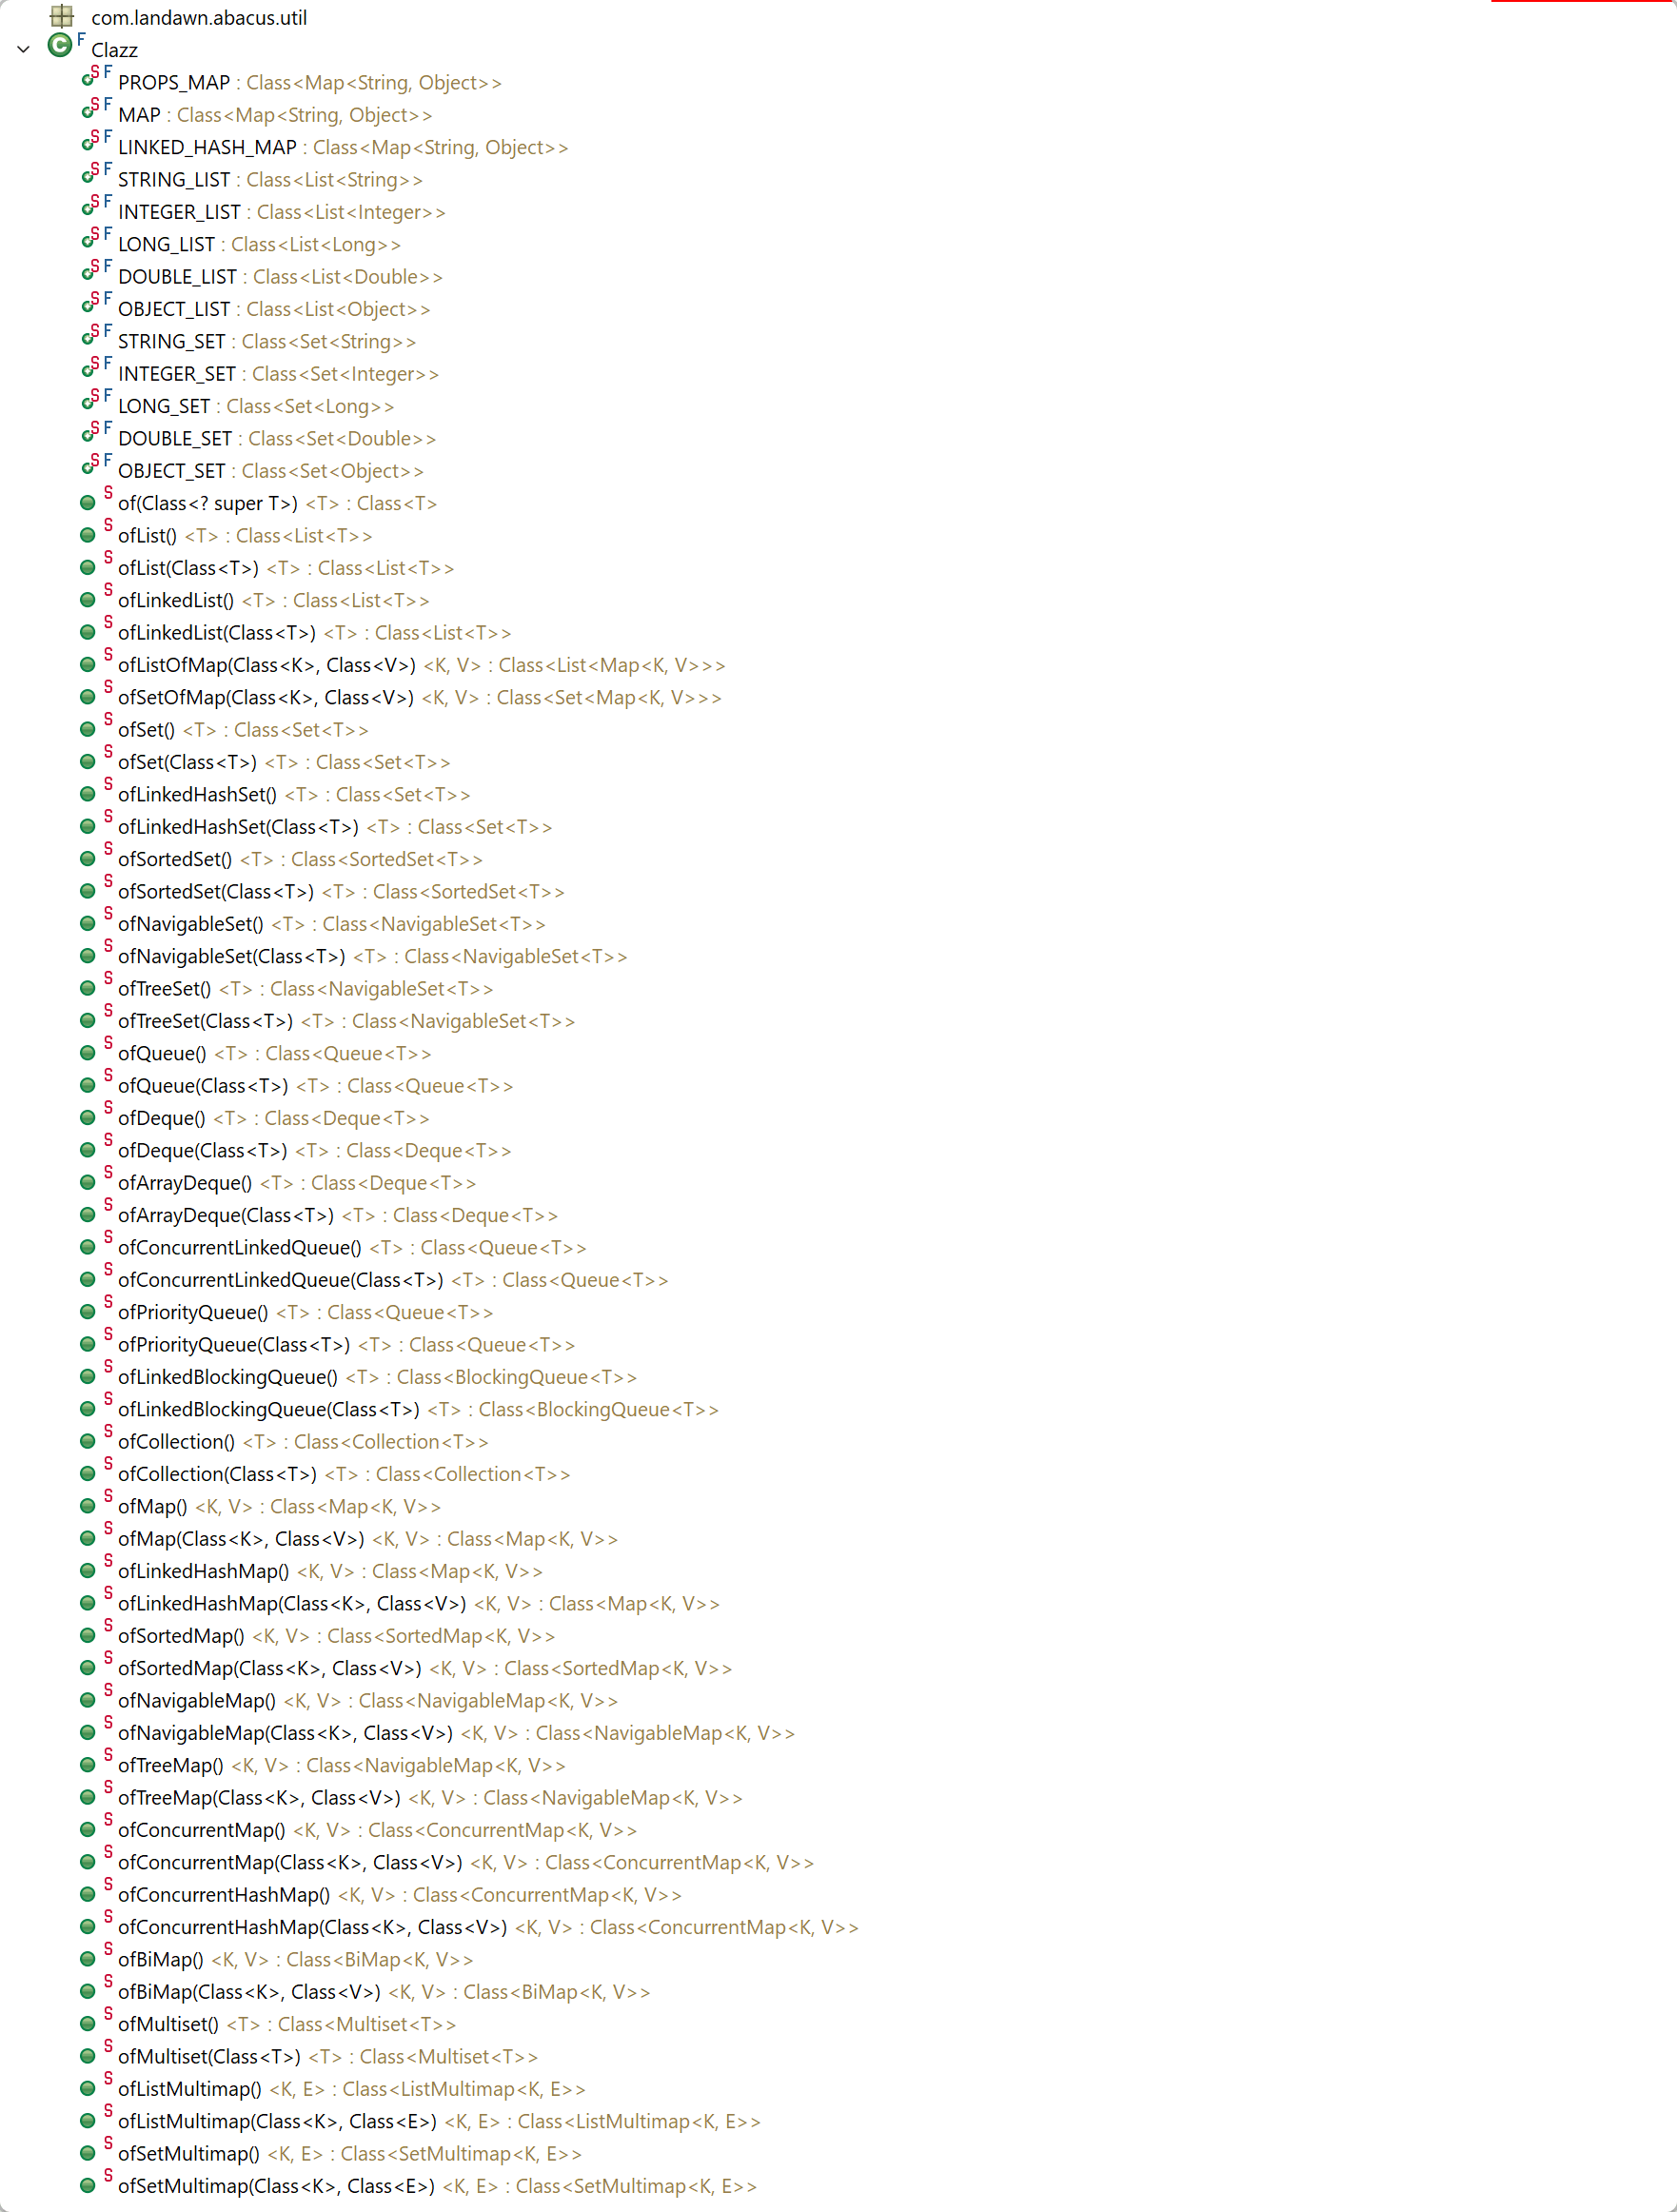 com.landawn.abacus.util
C F Clazz
S F PROPS_MAP : Class<Map<String, Object>>
S F MAP : Class<Map<String, Object>>
S F LINKED_HASH_MAP : Class<Map<String, Object>>
S F STRING_LIST : Class<List<String>>
S F INTEGER_LIST : Class<List<Integer>>
S F LONG_LIST : Class<List<Long>>
S F DOUBLE_LIST : Class<List<Double>>
S F OBJECT_LIST : Class<List<Object>>
S F STRING_SET : Class<Set<String>>
S F INTEGER_SET : Class<Set<Integer>>
S F LONG_SET : Class<Set<Long>>
S F DOUBLE_SET : Class<Set<Double>>
S F OBJECT_SET : Class<Set<Object>>
S of(Class<? super T>) <T> : Class<T>
S ofList() <T> : Class<List<T>>
S ofList(Class<T>) <T> : Class<List<T>>
S ofLinkedList() <T> : Class<List<T>>
S ofLinkedList(Class<T>) <T> : Class<List<T>>
S ofListOfMap(Class<K>, Class<V>) <K, V> : Class<List<Map<K, V>>>
S ofSetOfMap(Class<K>, Class<V>) <K, V> : Class<Set<Map<K, V>>>
S ofSet() <T> : Class<Set<T>>
S ofSet(Class<T>) <T> : Class<Set<T>>
S ofLinkedHashSet() <T> : Class<Set<T>>
S ofLinkedHashSet(Class<T>) <T> : Class<Set<T>>
S ofSortedSet() <T> : Class<SortedSet<T>>
S ofSortedSet(Class<T>) <T> : Class<SortedSet<T>>
S ofNavigableSet() <T> : Class<NavigableSet<T>>
S ofNavigableSet(Class<T>) <T> : Class<NavigableSet<T>>
S ofTreeSet() <T> : Class<NavigableSet<T>>
S ofTreeSet(Class<T>) <T> : Class<NavigableSet<T>>
S ofQueue() <T> : Class<Queue<T>>
S ofQueue(Class<T>) <T> : Class<Queue<T>>
S ofDeque() <T> : Class<Deque<T>>
S ofDeque(Class<T>) <T> : Class<Deque<T>>
S ofArrayDeque() <T> : Class<Deque<T>>
S ofArrayDeque(Class<T>) <T> : Class<Deque<T>>
S ofConcurrentLinkedQueue() <T> : Class<Queue<T>>
S ofConcurrentLinkedQueue(Class<T>) <T> : Class<Queue<T>>
S ofPriorityQueue() <T> : Class<Queue<T>>
S ofPriorityQueue(Class<T>) <T> : Class<Queue<T>>
S ofLinkedBlockingQueue() <T> : Class<BlockingQueue<T>>
S ofLinkedBlockingQueue(Class<T>) <T> : Class<BlockingQueue<T>>
S ofCollection() <T> : Class<Collection<T>>
S ofCollection(Class<T>) <T> : Class<Collection<T>>
S ofMap() <K, V> : Class<Map<K, V>>
S ofMap(Class<K>, Class<V>) <K, V> : Class<Map<K, V>>
S ofLinkedHashMap() <K, V> : Class<Map<K, V>>
S ofLinkedHashMap(Class<K>, Class<V>) <K, V> : Class<Map<K, V>>
S ofSortedMap() <K, V> : Class<SortedMap<K, V>>
S ofSortedMap(Class<K>, Class<V>) <K, V> : Class<SortedMap<K, V>>
S ofNavigableMap() <K, V> : Class<NavigableMap<K, V>>
S ofNavigableMap(Class<K>, Class<V>) <K, V> : Class<NavigableMap<K, V>>
S ofTreeMap() <K, V> : Class<NavigableMap<K, V>>
S ofTreeMap(Class<K>, Class<V>) <K, V> : Class<NavigableMap<K, V>>
S ofConcurrentMap() <K, V> : Class<ConcurrentMap<K, V>>
S ofConcurrentMap(Class<K>, Class<V>) <K, V> : Class<ConcurrentMap<K, V>>
S ofConcurrentHashMap() <K, V> : Class<ConcurrentMap<K, V>>
S ofConcurrentHashMap(Class<K>, Class<V>) <K, V> : Class<ConcurrentMap<K, V>>
S ofBiMap() <K, V> : Class<BiMap<K, V>>
S ofBiMap(Class<K>, Class<V>) <K, V> : Class<BiMap<K, V>>
S ofMultiset() <T> : Class<Multiset<T>>
S ofMultiset(Class<T>) <T> : Class<Multiset<T>>
S ofListMultimap() <K, E> : Class<ListMultimap<K, E>>
S ofListMultimap(Class<K>, Class<E>) <K, E> : Class<ListMultimap<K, E>>
S ofSetMultimap() <K, E> : Class<SetMultimap<K, E>>
S ofSetMultimap(Class<K>, Class<E>) <K, E> : Class<SetMultimap<K, E>>